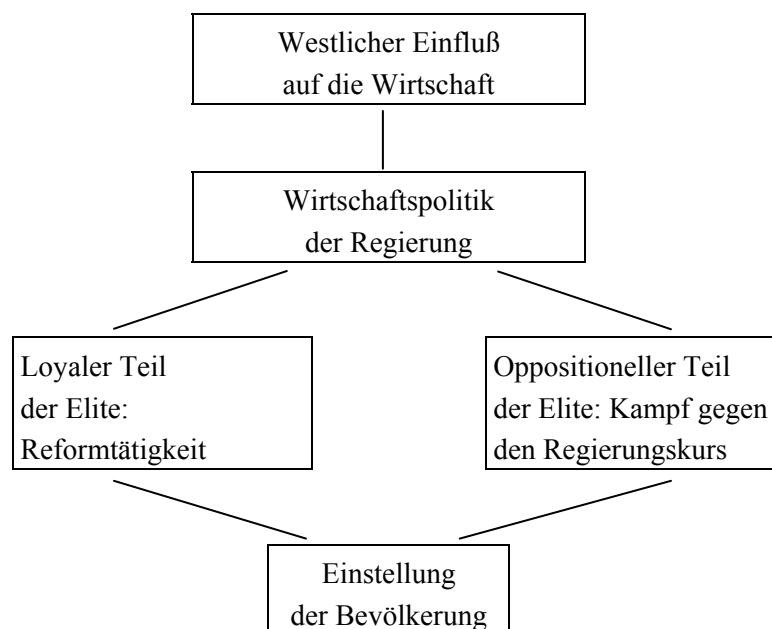 Westlicher Einfluß
auf die Wirtschaft
Wirtschaftspolitik
der Regierung
Loyaler Teil
der Elite:
Reformtätigkeit
Oppositioneller Teil
der Elite: Kampf gegen
den Regierungskurs
Einstellung
der Bevölkerung